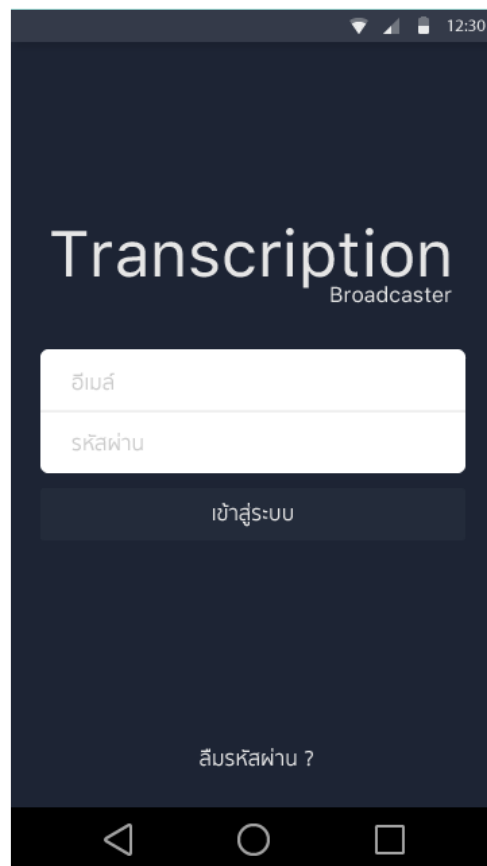 12:30
Transcription
Broadcaster
อีเมล์
รหัสผ่าน
เข้าสู่ระบบ
ลืมรหัสผ่าน ?